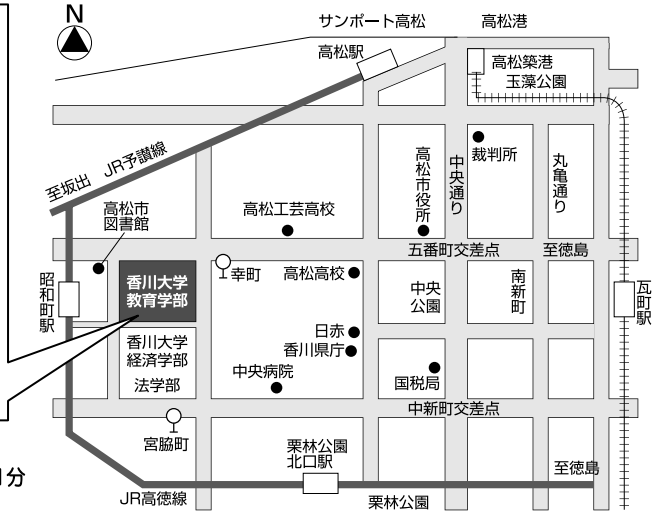 N
サンポート高松
高松港
高松駅
高松築港
玉藻公園
至坂出
JR予讃線
裁判所
高松市役所
中央通り
丸亀通り
高松市
図書館
高松工芸高校
五番町交差点
至徳島
昭和町駅
香川大学
教育学部
幸町
高松高校
中央
公園
南新町
瓦町駅
香川大学
経済学部
法学部
日赤
香川県庁
中央病院
国税局
中新町交差点
宮脇町
分
栗林公園
北口駅
至徳島
JR高徳線
栗林公園